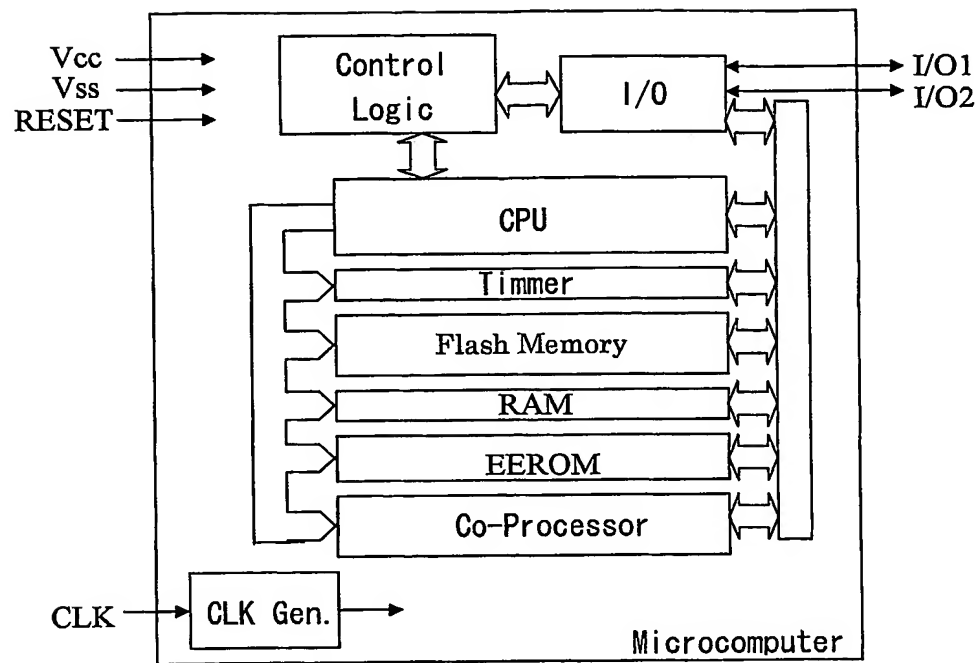 Vcc
Vss
RESET
Control
Logic
I/O
I/O1
I/O2
CPU
Timmer
Flash Memory
RAM
EEROM
Co-Processor
CLK
CLK Gen.
Microcomputer